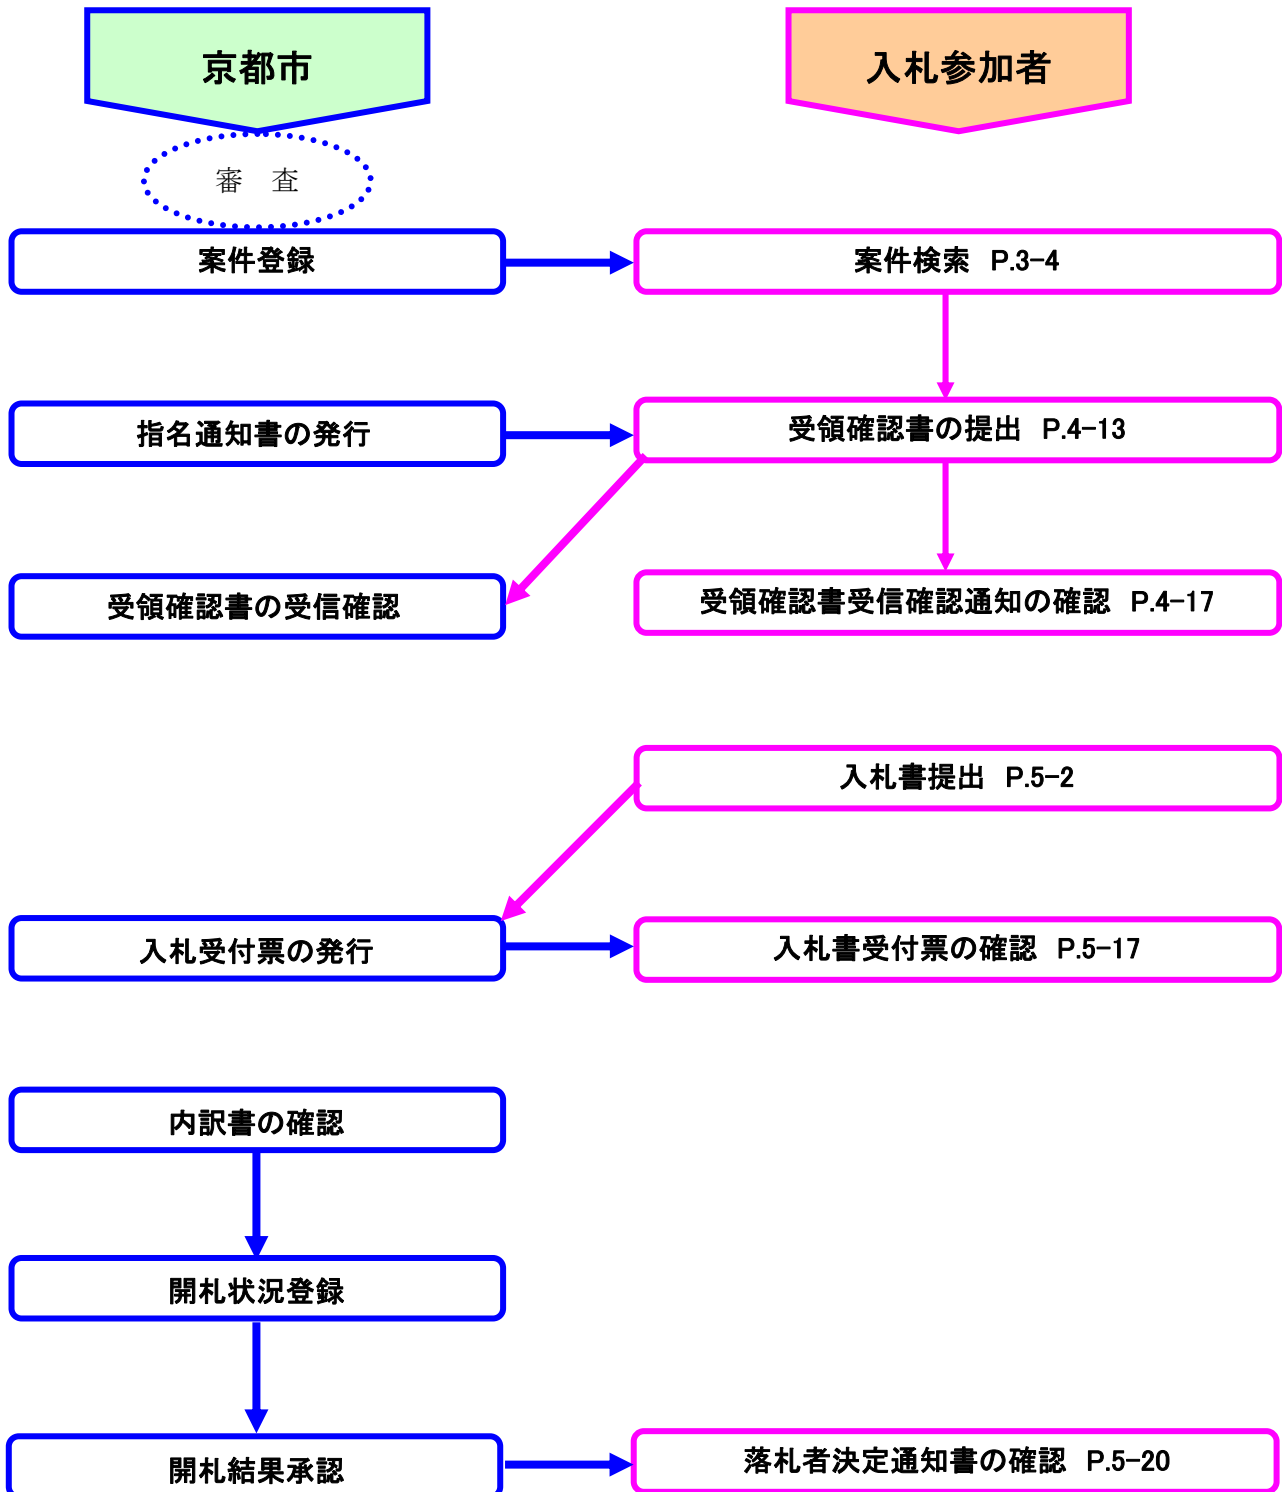 京都市
入札参加者
審　査
案件登録
案件検索 P.3-4
指名通知書の発行
受領確認書の提出 P.4-13
受領確認書の受信確認
受領確認書受信確認通知の確認 P.4-17
入札書提出 P.5-2
入札受付票の発行
入札書受付票の確認 P.5-17
内訳書の確認
開札状況登録
開札結果承認
落札者決定通知書の確認 P.5-20